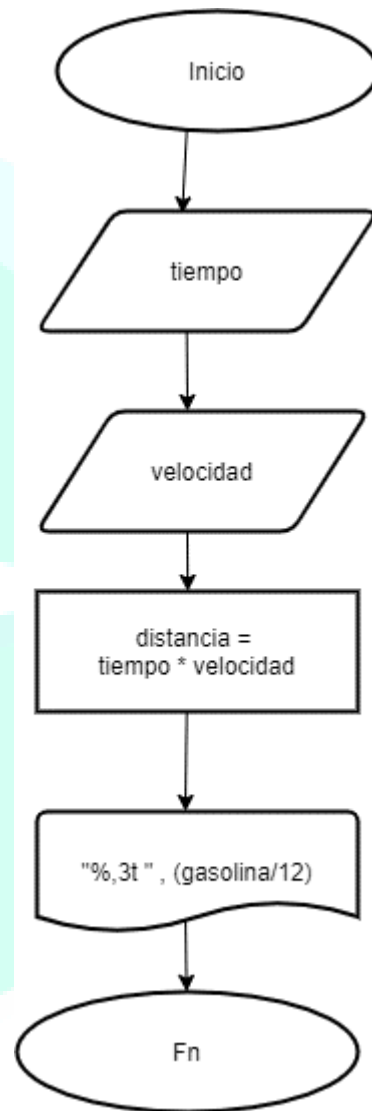 Inicio
tiempo
velocidad
distancia =
tiempo * velocidad
"%,3t " , (gasolina/12)
Fn